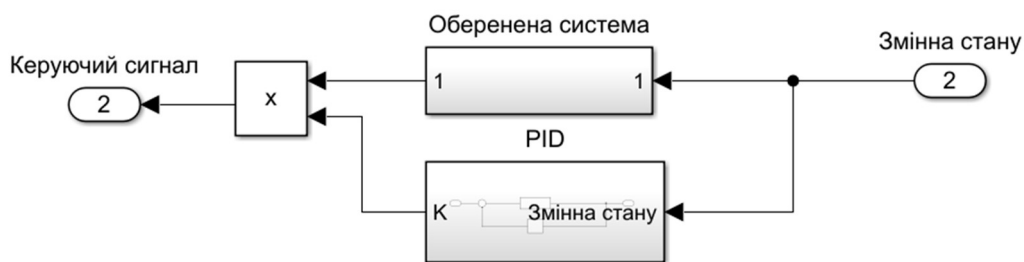 Оберенена система
Змінна стану
Керуючий сигнал
2
x
1
1
2
PID
K
Змінна стану